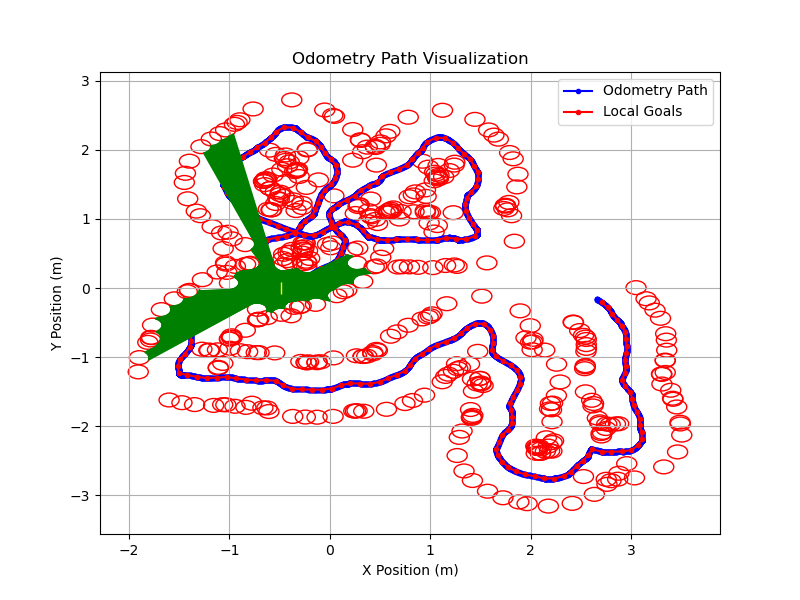 Odometry Path Visualization
Odometry Path
Local Goals
Y Position (m)
3
2
1
0
−1
−2
−3
−2
−1
0
1
2
3
X Position (m)